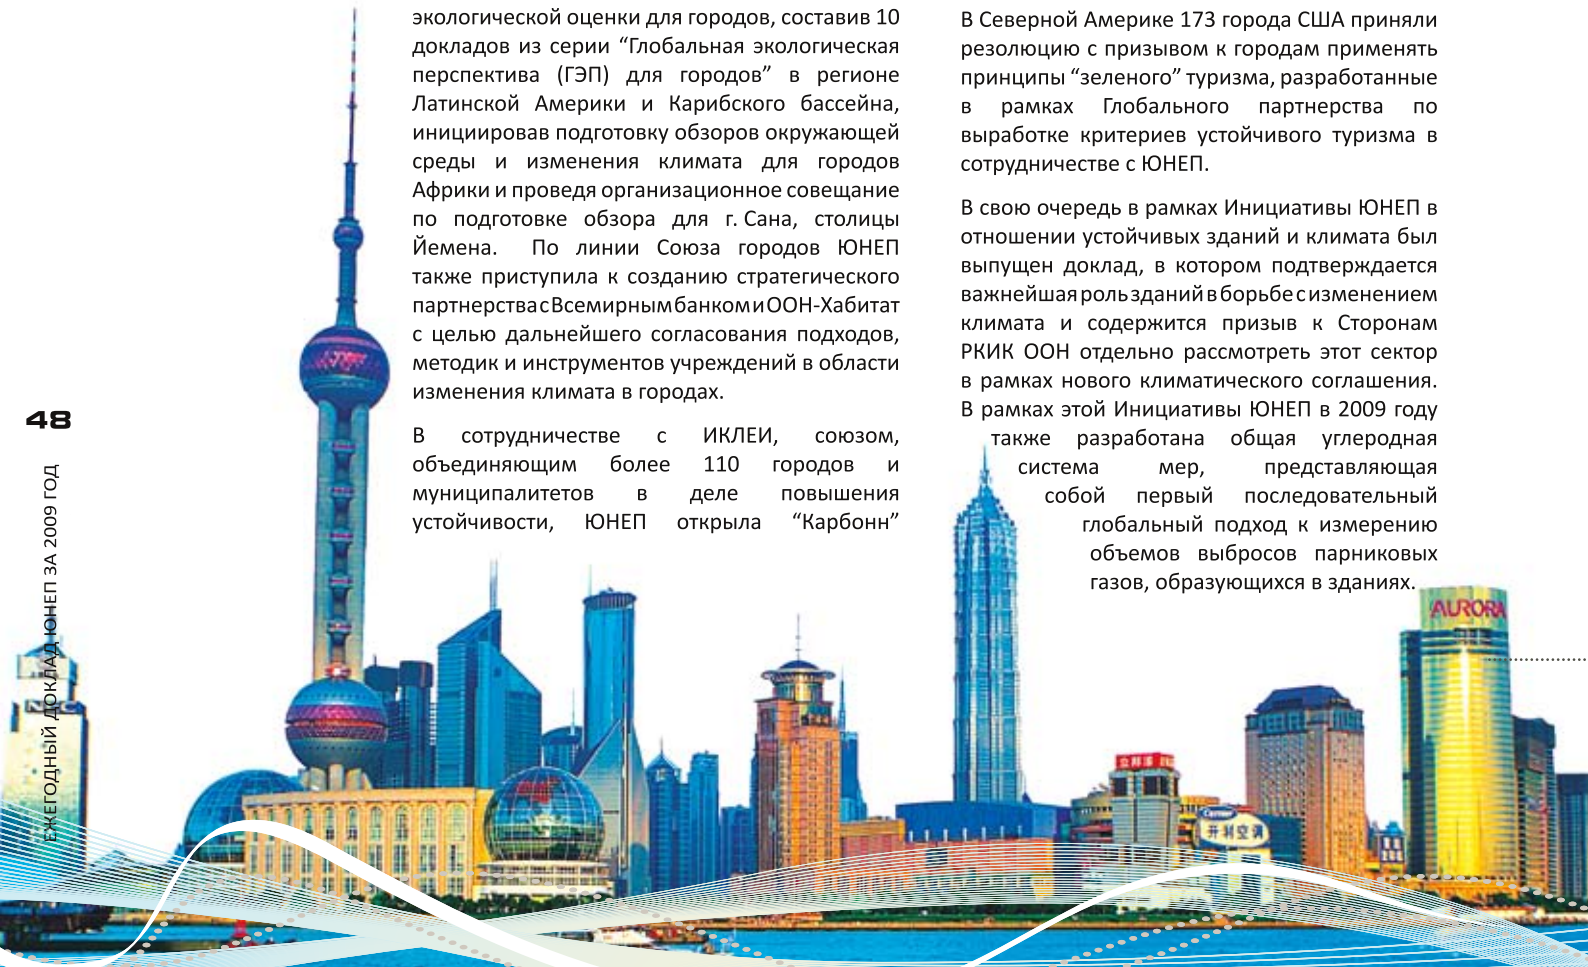 экологической оценки для городов, составив 10
докладов из серии “Глобальная экологическая
перспектива (ГЭП) для городов” в регионе
Латинской Америки и Карибского бассейна,
инициировав подготовку обзоров окружающей
среды и изменения климата для городов
Африки и проведя организационное совещание
по подготовке обзора для г. Сана, столицы
Йемена. По линии Союза городов ЮНЕП
также приступила к созданию стратегического
партнерства с Всемирным банком и ООН-Хабитат
с целью дальнейшего согласования подходов,
методик и инструментов учреждений в области
изменения климата в городах.
В сотрудничестве с ИКЛЕИ, союзом,
объединяющим более 110 городов и
муниципалитетов в деле повышения
устойчивости, ЮНЕП открыла “Карбонн”
В Северной Америке 173 города США приняли
резолюцию с призывом к городам применять
принципы “зеленого” туризма, разработанные
в рамках Глобального партнерства по
выработке критериев устойчивого туризма в
сотрудничестве с ЮНЕП.
В свою очередь в рамках Инициативы ЮНЕП в
отношении устойчивых зданий и климата был
выпущен доклад, в котором подтверждается
важнейшая роль зданий в борьбе с изменением
климата и содержится призыв к Сторонам
РКИК ООН отдельно рассмотреть этот сектор
в рамках нового климатического соглашения.
В рамках этой Инициативы ЮНЕП в 2009 году
также разработана общая углеродная
система мер, представляющая
собой первый последовательный
глобальный подход к измерению
объемов выбросов парниковых
газов, образующихся в зданиях.
48
ЕЖЕГОДНЫЙ ДОКЛАД ЮНЕП ЗА 2009 ГОД
AURORA
Carrier
开利空调